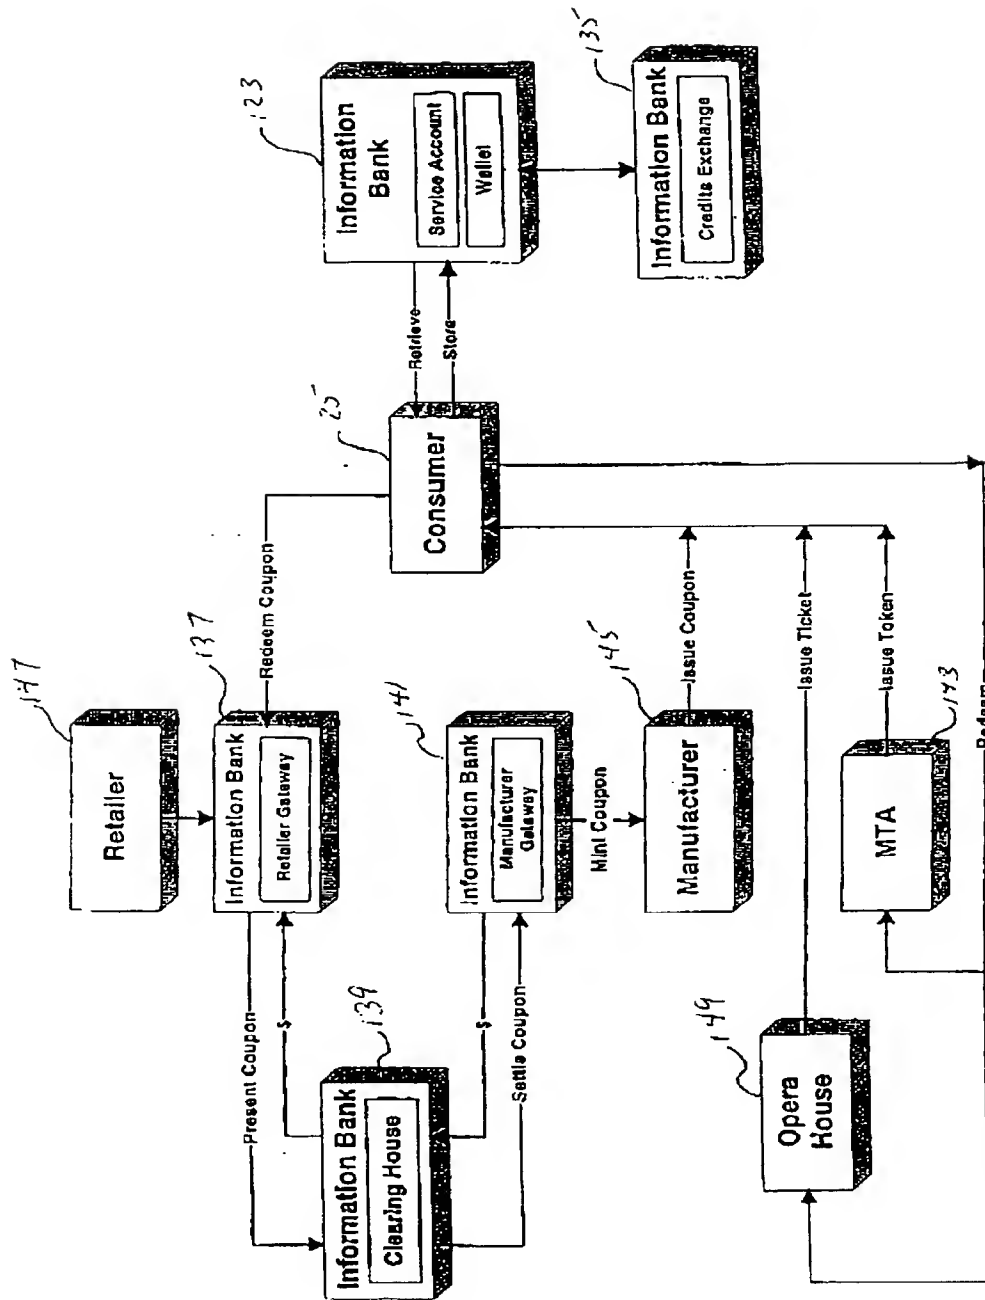 147
Retailer
137
Information Bank
Retailer Gateway
Redeem Coupon
Present Coupon
$
139
Information Bank
Clearing House
$
Settle Coupon
141
Information Bank
Manufacturer
Gateway
Mint Coupon
145
Manufacturer
Issue Coupon
25
Consumer
Retrieve
Store
123
Information
Bank
Service Account
Wallet
135
Information Bank
Credits Exchange
149
Opera
House
Issue Ticket
143
MTA
Issue Token
Redeem